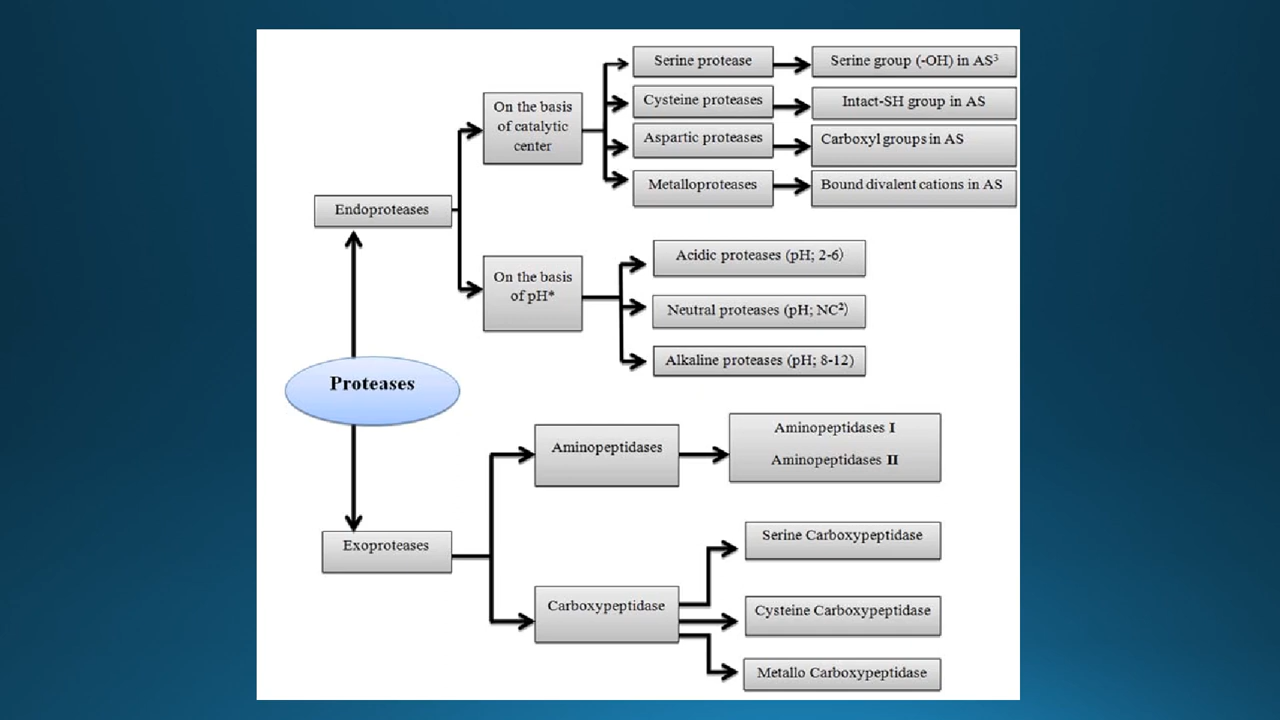 Serine protease
Serine group (-OH) in AS³
Cysteine proteases
Intact-SH group in AS
Aspartic proteases
Carboxyl groups in AS
Metalloproteases
Bound divalent cations in AS
On the basis
of catalytic
center
Endoproteases
On the basis
of pH*
Acidic proteases (pH; 2-6)
Neutral proteases (pH; NC²)
Alkaline proteases (pH; 8-12)
Proteases
Aminopeptidases
Aminopeptidases I
Aminopeptidases II
Exoproteases
Carboxypeptidase
Serine Carboxypeptidase
Cysteine Carboxypeptidase
Metallo Carboxypeptidase